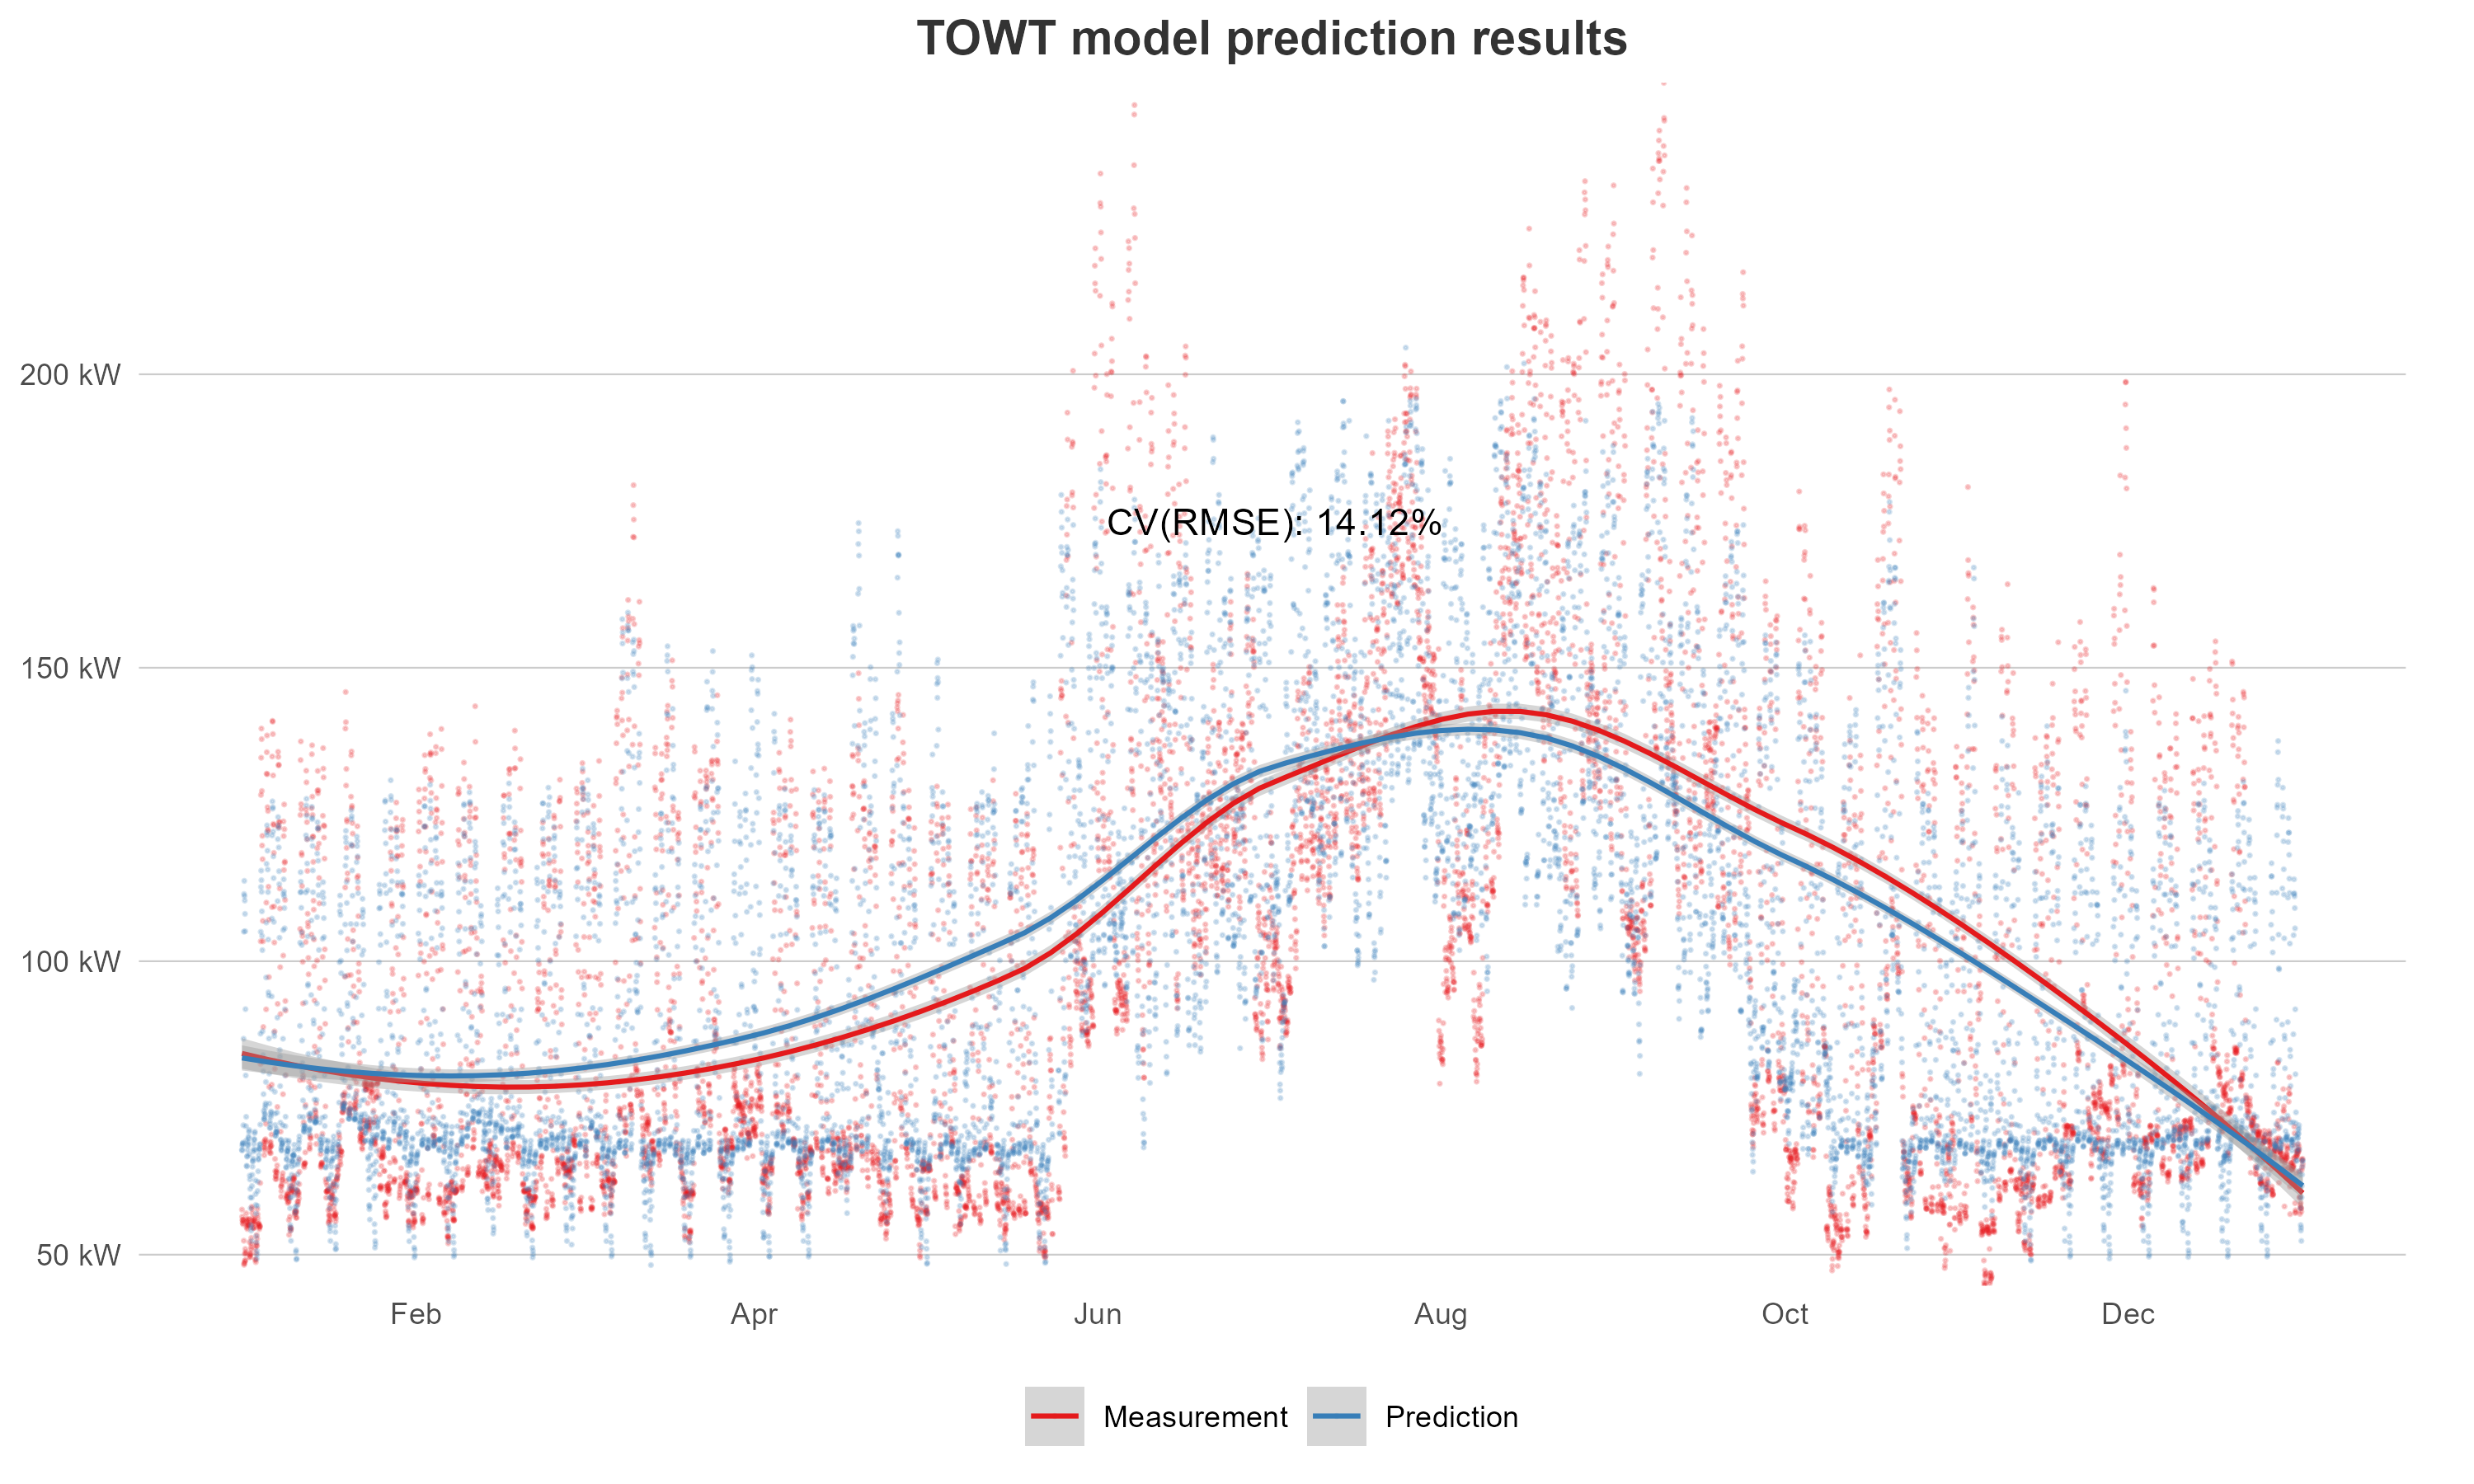 TOWT model prediction results
200 kW
CV(RMSE): 14.12%
150 kW
100 kW
50 kW
Feb Apr Jun Aug Oct Dec
Measurement Prediction